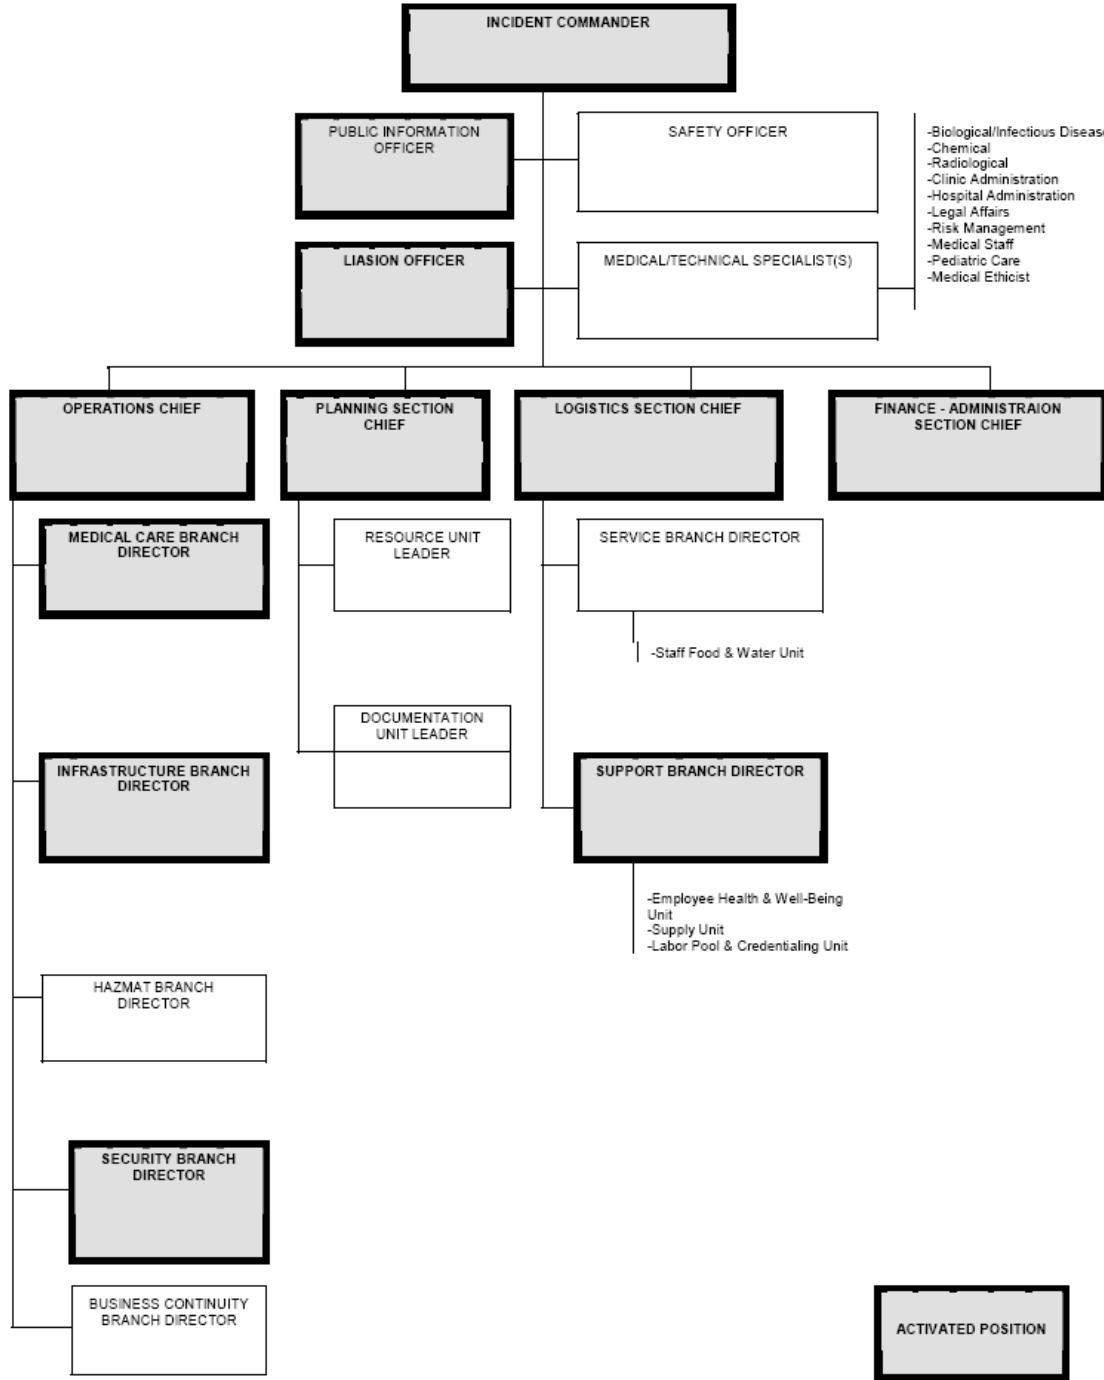 INCIDENT COMMANDER
PUBLIC INFORMATION
OFFICER
SAFETY OFFICER
-Biological/Infectious Disease
-Chemical
-Radiological
-Clinic Administration
-Hospital Administration
-Legal Affairs
-Risk Management
-Medical Staff
-Pediatric Care
-Medical Ethicist
LIASION OFFICER
MEDICAL/TECHNICAL SPECIALIST(S)
OPERATIONS CHIEF
PLANNING SECTION
CHIEF
LOGISTICS SECTION CHIEF
FINANCE - ADMINISTRAION
SECTION CHIEF
MEDICAL CARE BRANCH
DIRECTOR
RESOURCE UNIT
LEADER
SERVICE BRANCH DIRECTOR
-Staff Food & Water Unit
DOCUMENTATION
UNIT LEADER
INFRASTRUCTURE BRANCH
DIRECTOR
SUPPORT BRANCH DIRECTOR
-Employee Health & Well-Being
Unit
-Supply Unit
-Labor Pool & Credentialing Unit
HAZMAT BRANCH
DIRECTOR
SECURITY BRANCH
DIRECTOR
BUSINESS CONTINUITY
BRANCH DIRECTOR
ACTIVATED POSITION